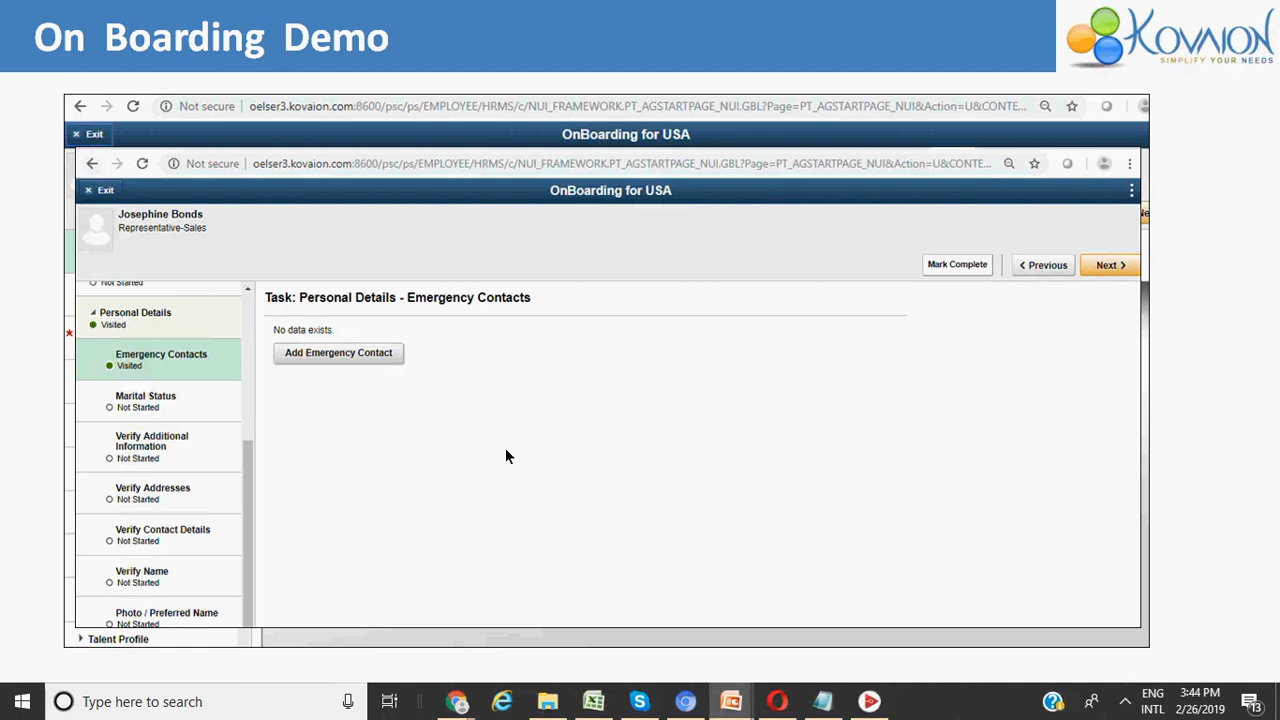 On Boarding Demo
KOVAION
SIMPLIFY YOUR NEEDS
Not secure oelser3.kovaion.com:8600/psc/ps/EMPLOYEE/HRMS/c/NUI_FRAMEWORK.PT_AGSTARTPAGE_NUI.GBL?Page=PT_AGSTARTPAGE_NUI&Action=U&CONTE...
× Exit
OnBoarding for USA
Not secure oelser3.kovaion.com:8600/psc/ps/EMPLOYEE/HRMS/c/NUI_FRAMEWORK.PT_AGSTARTPAGE_NUI.GBL?Page=PT_AGSTARTPAGE_NUI&Action=U&CONTE...
× Exit
OnBoarding for USA
Josephine Bonds
Representative-Sales
Ne
Mark Complete
Previous
Next
Not Started
Personal Details
Visited
Emergency Contacts
Visited
Marital Status
Not Started
Verify Additional
Information
Not Started
Verify Addresses
Not Started
Verify Contact Details
Not Started
Verify Name
Not Started
Photo / Preferred Name
Not Started
Talent Profile
Task: Personal Details - Emergency Contacts
No data exists.
Add Emergency Contact
*
Type here to search
ENG
INTL
3:44 PM
2/26/2019
13